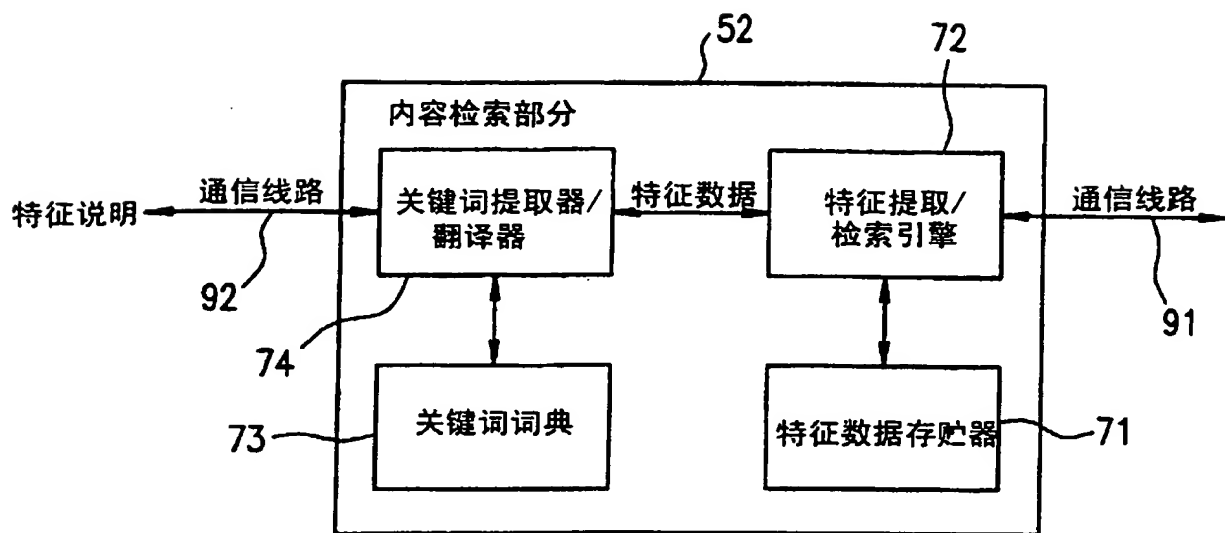 52
72
内容检索部分
特征说明
通信线路
92
关键词提取器/
翻译器
74
特征数据
特征提取/
检索引擎
通信线路
91
73
关键词词典
特征数据存贮器
71